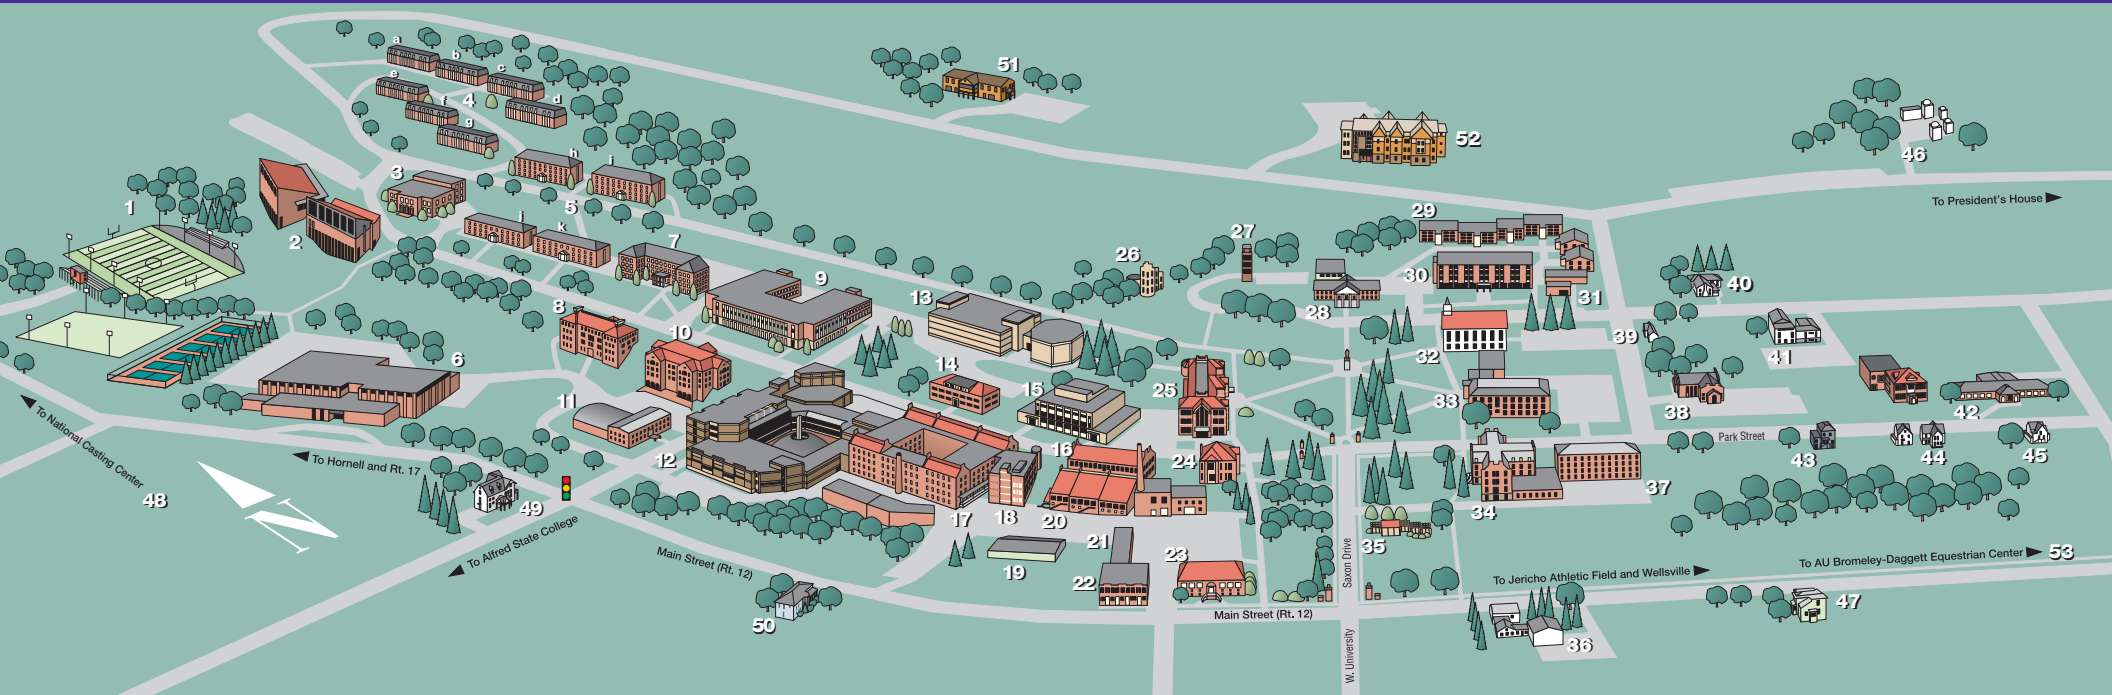 a
b
c
e
f
4
d
g
51
52
46
To President's House
1
2
3
h
i
5
j
k
7
8
9
10
13
26
27
29
30
31
28
32
40
39
41
6
11
14
15
25
33
38
42
43
44
45
Park Street
12
16
24
To National Casting Center
48
To Hornell and Rt. 17
N
49
To Alfred State College
Main Street (Rt. 12)
17
18
20
19
21
22
23
34
37
35
Saxon Drive
To Jericho Athletic Field and Wellsville
To AU Bromeley-Daggett Equestrian Center
53
50
Main Street (Rt. 12)
W. University
36
47